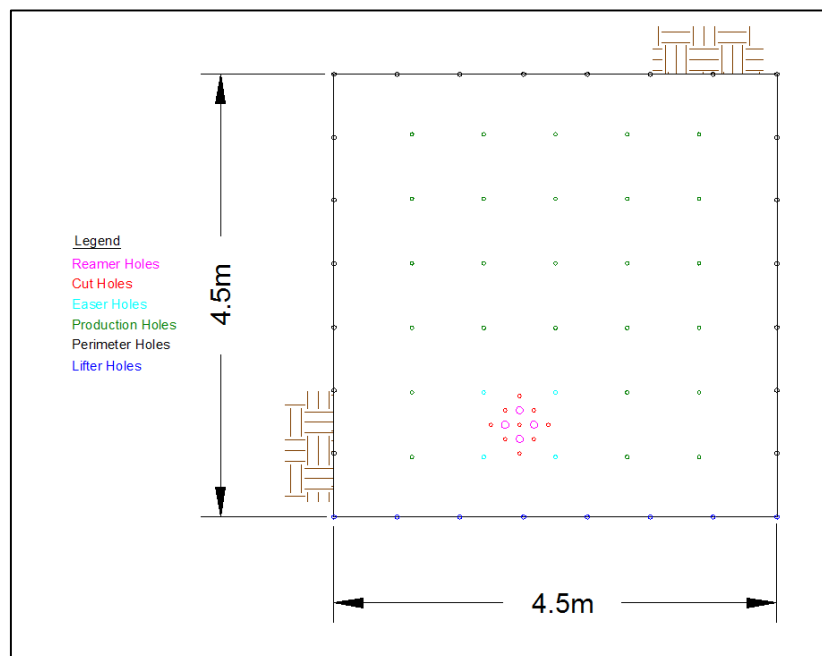 Legend
Reamer Holes
Cut Holes
Easer Holes
Production Holes
Perimeter Holes
Lifter Holes
4.5m
4.5m